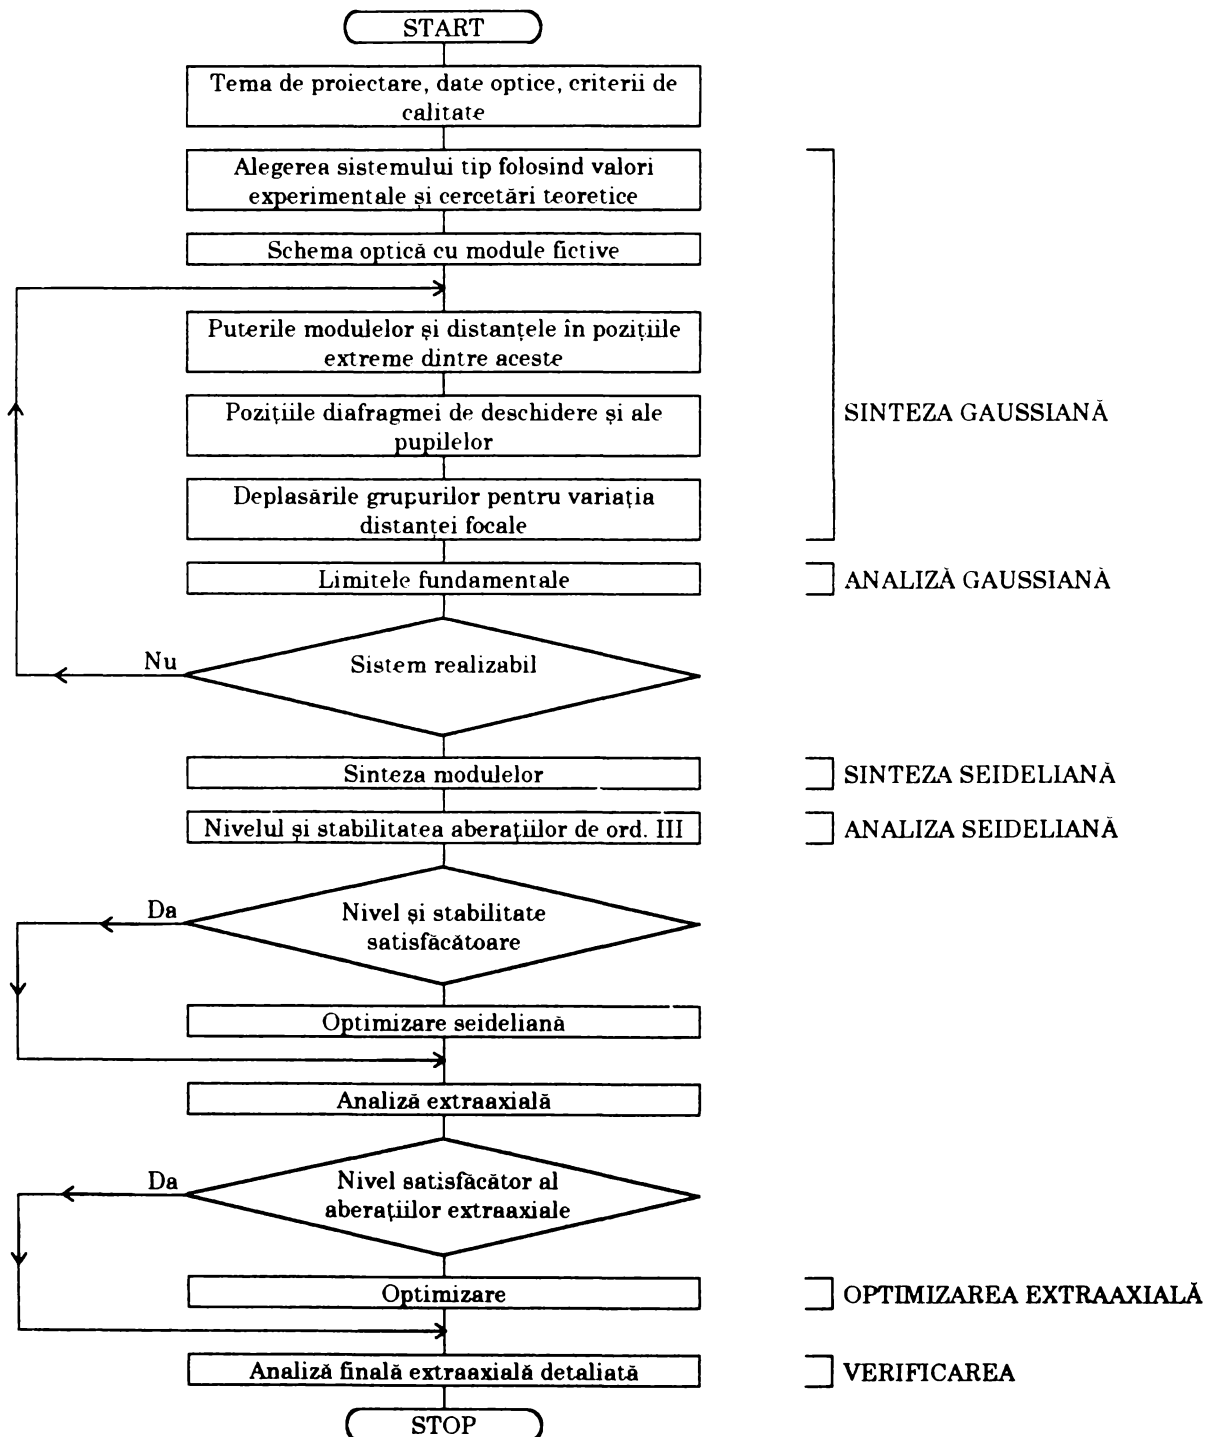 START
Tema de proiectare, date optice, criterii de
calitate
Alegerea sistemului tip folosind valori
experimentale și cercetări teoretice
Schema optică cu module fictive
Puterile modulelor și distanțele în pozițiile
extreme dintre aceste
Pozițiile diafragmei de deschidere și ale
pupilelor
SINTEZA GAUSSIANĂ
Deplasările grupurilor pentru variația
distanței focale
Limitele fundamentale
ANALIZĂ GAUSSIANĂ
Nu
Sistem realizabil
Sinteza modulelor
SINTEZA SEIDELIANĂ
Nivelul și stabilitatea aberațiilor de ord. III
ANALIZA SEIDELIANĂ
Da
Nivel și stabilitate
satisfăcătoare
Optimizare seideliană
Analiză extraaxială
Da
Nivel satisfăcător al
aberațiilor extraaxiale
Optimizare
OPTIMIZAREA EXTRAAXIALĂ
Analiză finală extraaxială detaliată
VERIFICAREA
STOP